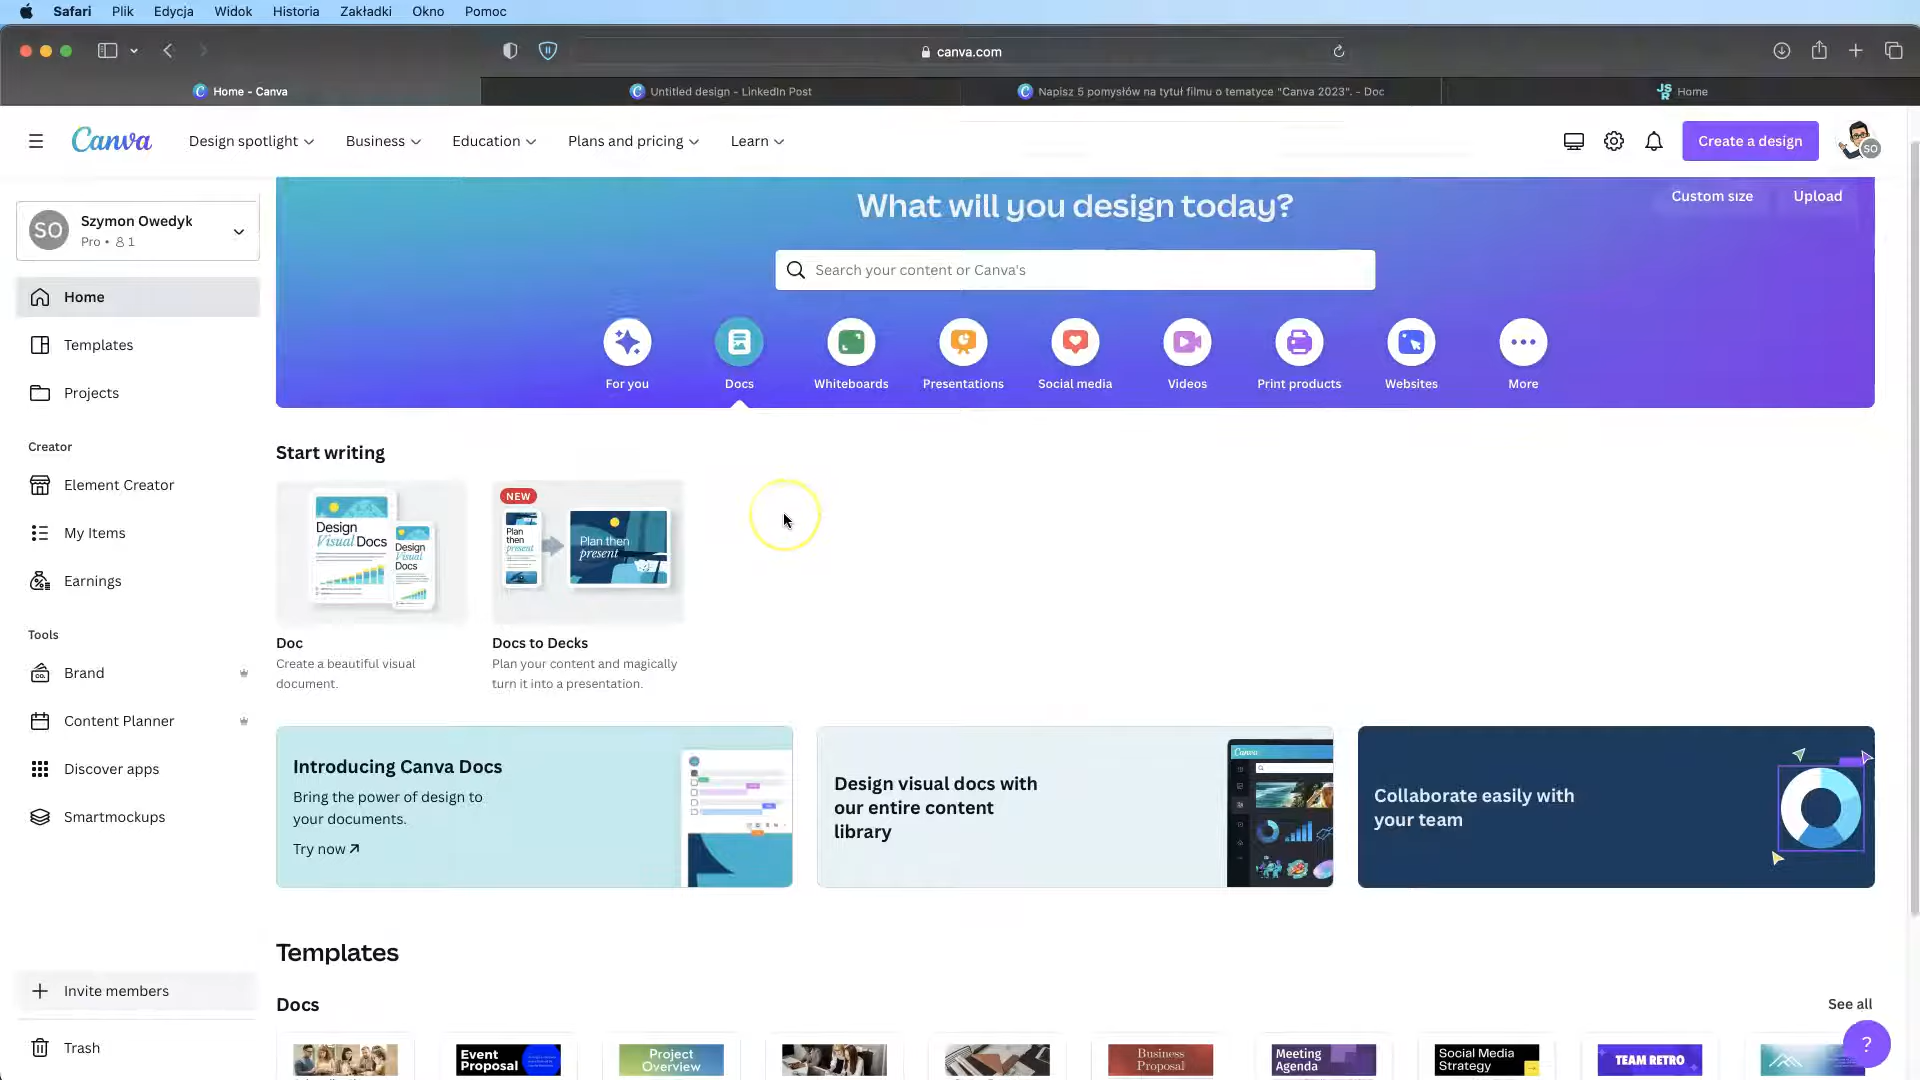 Safari Plik Edycja Widok Historia Zakładki Okno Pomoc
canva.com
Home - Canva
Untitled design - LinkedIn Post
Napisz 5 pomysłów na tytuł filmu o tematyce "Canva 2023". - Doc
Home
Canva
Design spotlight
Business
Education
Plans and pricing
Learn
Create a design
SO
SO
Szymon Owedyk
Pro • 1
Home
Templates
Projects
Creator
Element Creator
My Items
Earnings
Tools
Brand
Content Planner
Discover apps
Smartmockups
Invite members
Trash
What will you design today?
Custom size
Upload
Search your content or Canva's
For you
Docs
Whiteboards
Presentations
Social media
Videos
Print products
Websites
More
Start writing
Design
Visual Docs
Design
Visual
Docs
Doc
Create a beautiful visual
document.
NEW
Plan
then
present
Plan then
present
Docs to Decks
Plan your content and magically
turn it into a presentation.
Introducing Canva Docs
Bring the power of design to
your documents.
Try now
Design visual docs with
our entire content
library
Canva
Collaborate easily with
your team
Templates
Docs
See all
Event
Proposal
Project
Overview
Business
Proposal
Meeting
Agenda
Social Media
Strategy
TEAM RETRO
?